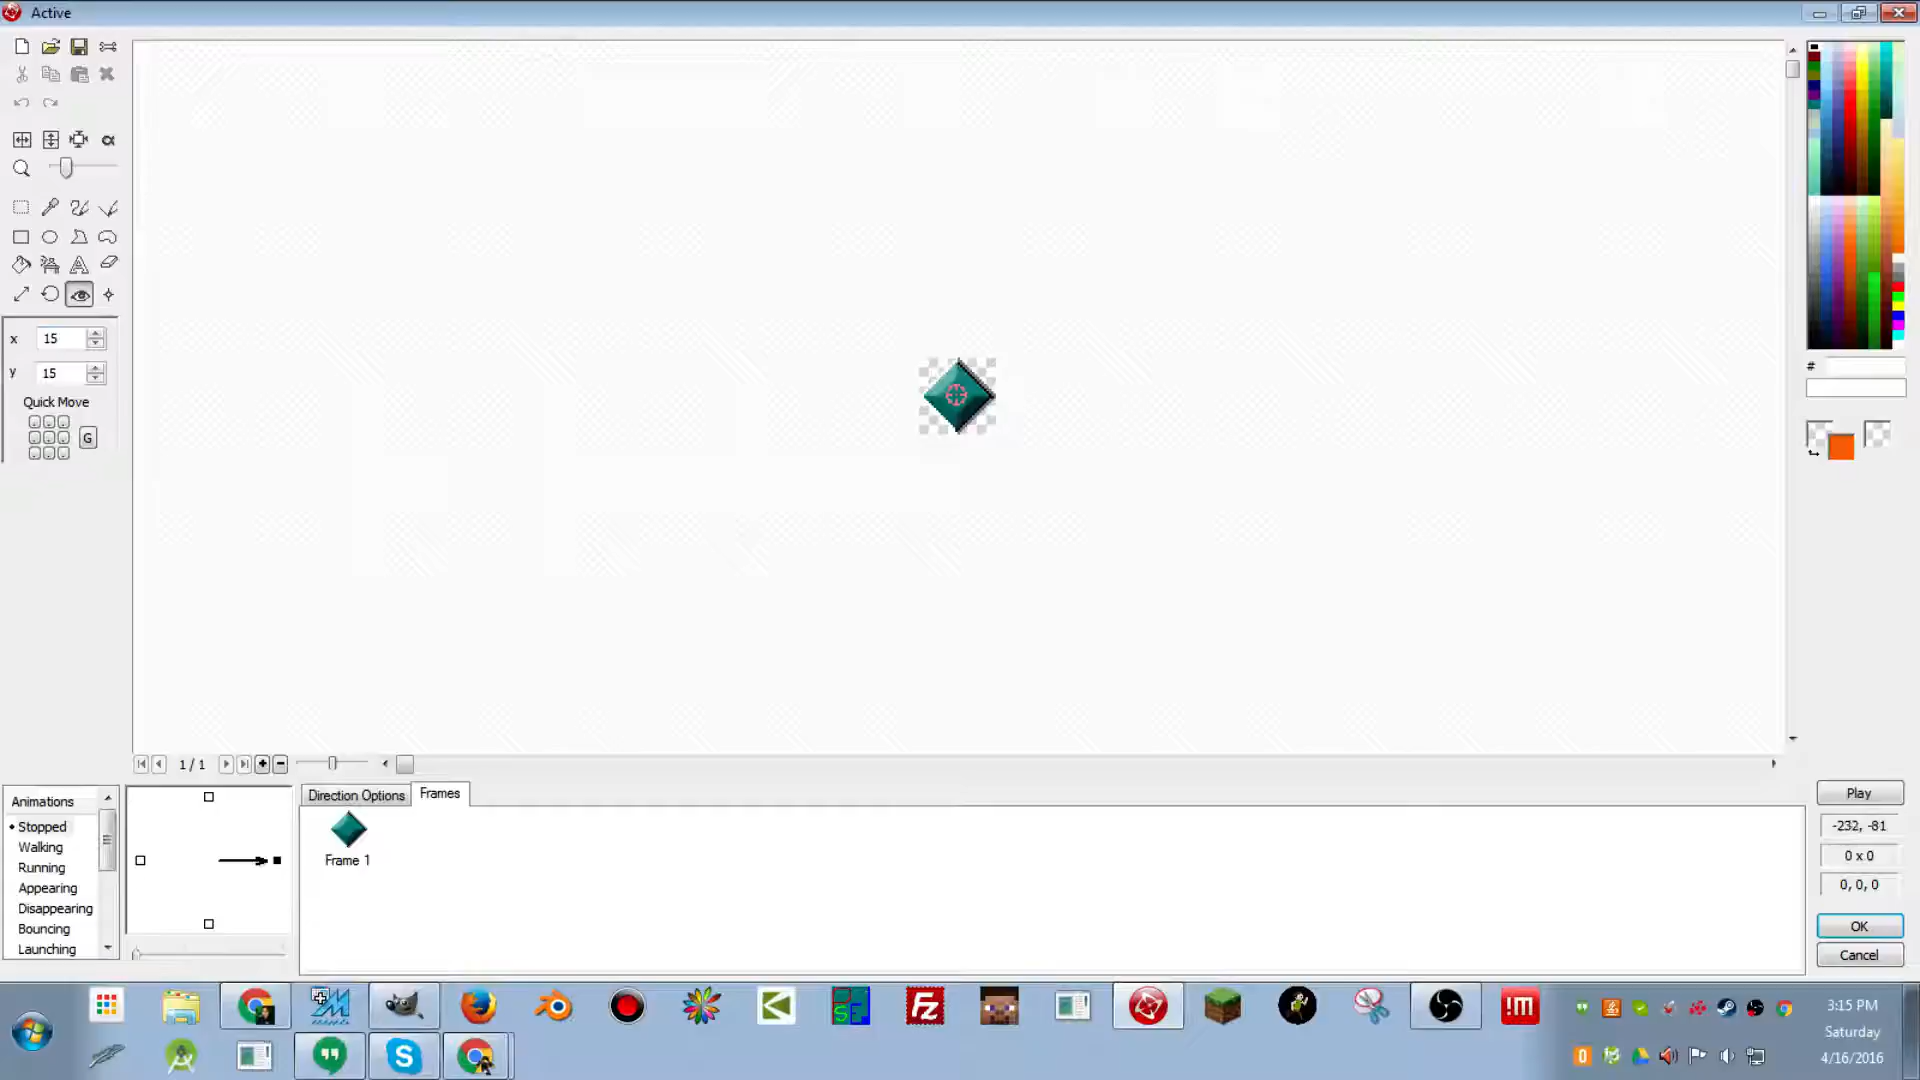 Active
x 15
y 15
Quick Move
G
#
1 / 1
Animations
Stopped
Walking
Running
Appearing
Disappearing
Bouncing
Launching
Direction Options
Frames
Frame 1
Play
-232, -81
0 x 0
0, 0, 0
OK
Cancel
3:15 PM
Saturday
4/16/2016